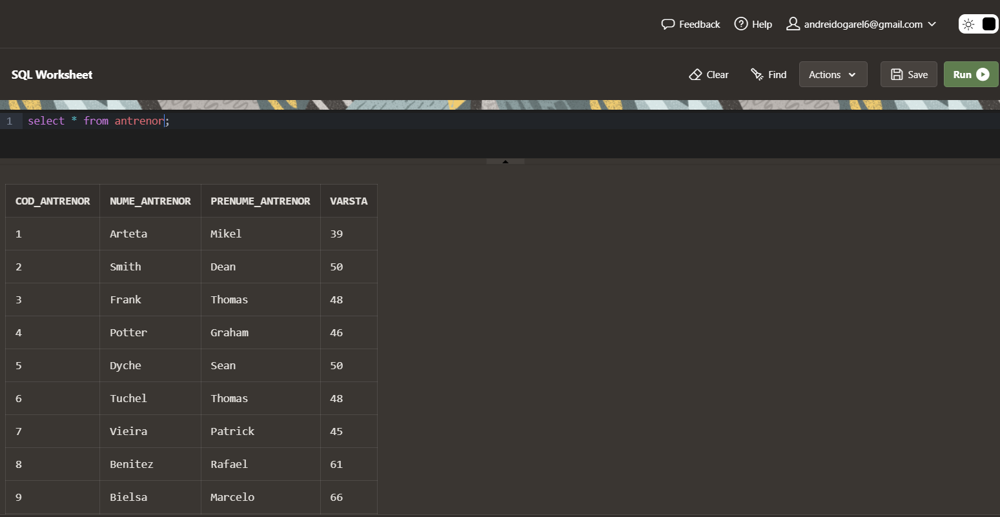 Feedback Help andreidogarel6@gmail.com
SQL Worksheet Clear Find Actions Save Run
1 select * from antrenor;
COD_ANTRENOR NUME_ANTRENOR PRENUME_ANTRENOR VARSTA
1 Arteta Mikel 39
2 Smith Dean 50
3 Frank Thomas 48
4 Potter Graham 46
5 Dyche Sean 50
6 Tuchel Thomas 48
7 Vieira Patrick 45
8 Benitez Rafael 61
9 Bielsa Marcelo 66